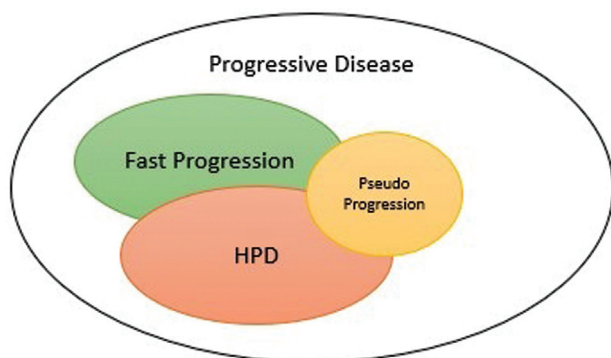 Progressive Disease
Fast Progression
Pseudo
Progression
HPD